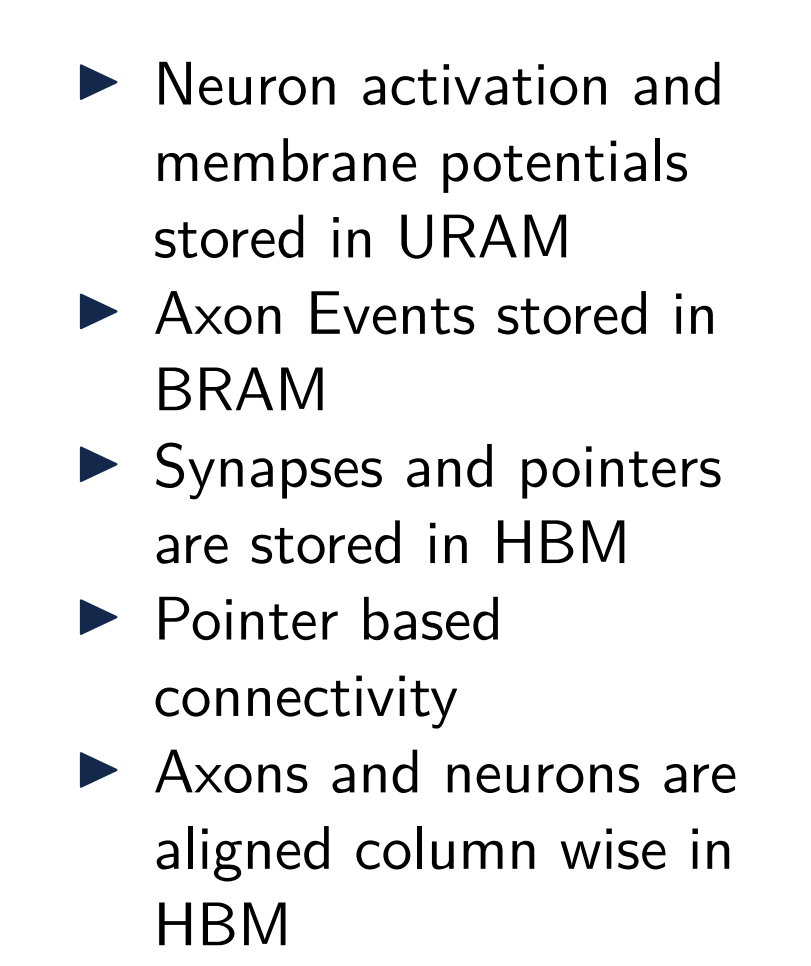 Neuron activation and
membrane potentials
stored in URAM
Axon Events stored in
BRAM
Synapses and pointers
are stored in HBM
Pointer based
connectivity
Axons and neurons are
aligned column wise in
HBM